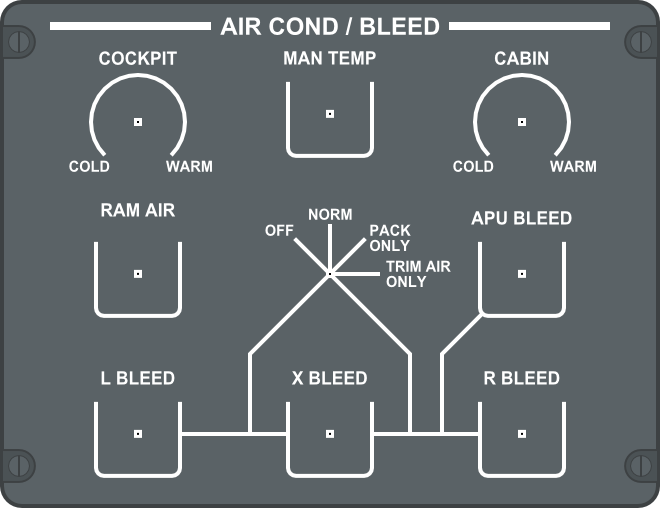 AIR COND / BLEED
COCKPIT
MAN TEMP
CABIN
COLD
WARM
COLD
WARM
RAM AIR
NORM
OFF
PACK
ONLY
TRIM AIR
ONLY
APU BLEED
L BLEED
X BLEED
R BLEED